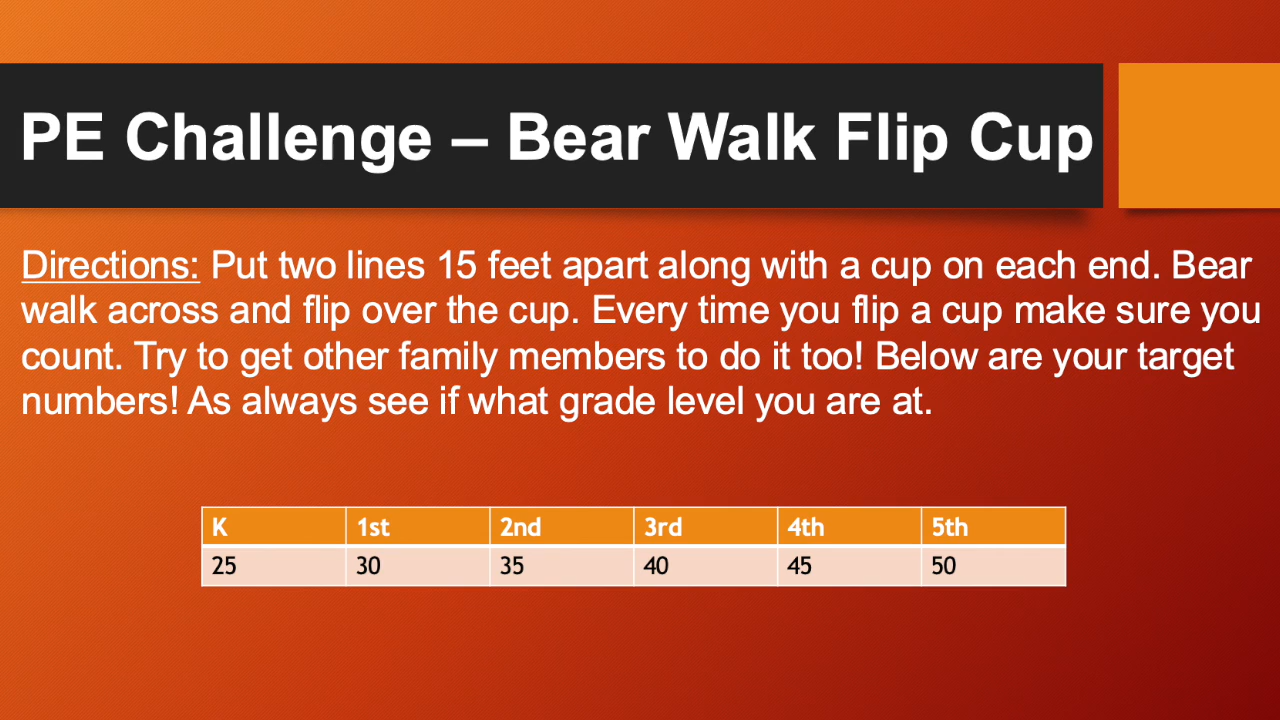 PE Challenge – Bear Walk Flip Cup
Directions: Put two lines 15 feet apart along with a cup on each end. Bear
walk across and flip over the cup. Every time you flip a cup make sure you
count. Try to get other family members to do it too! Below are your target
numbers! As always see if what grade level you are at.
K 1st 2nd 3rd 4th 5th
25 30 35 40 45 50